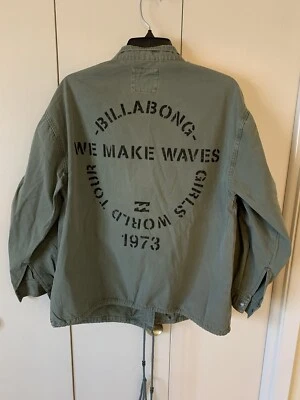 -BILLABONG-
WE MAKE WAVES
GIRLS WORLD TOUR
1973